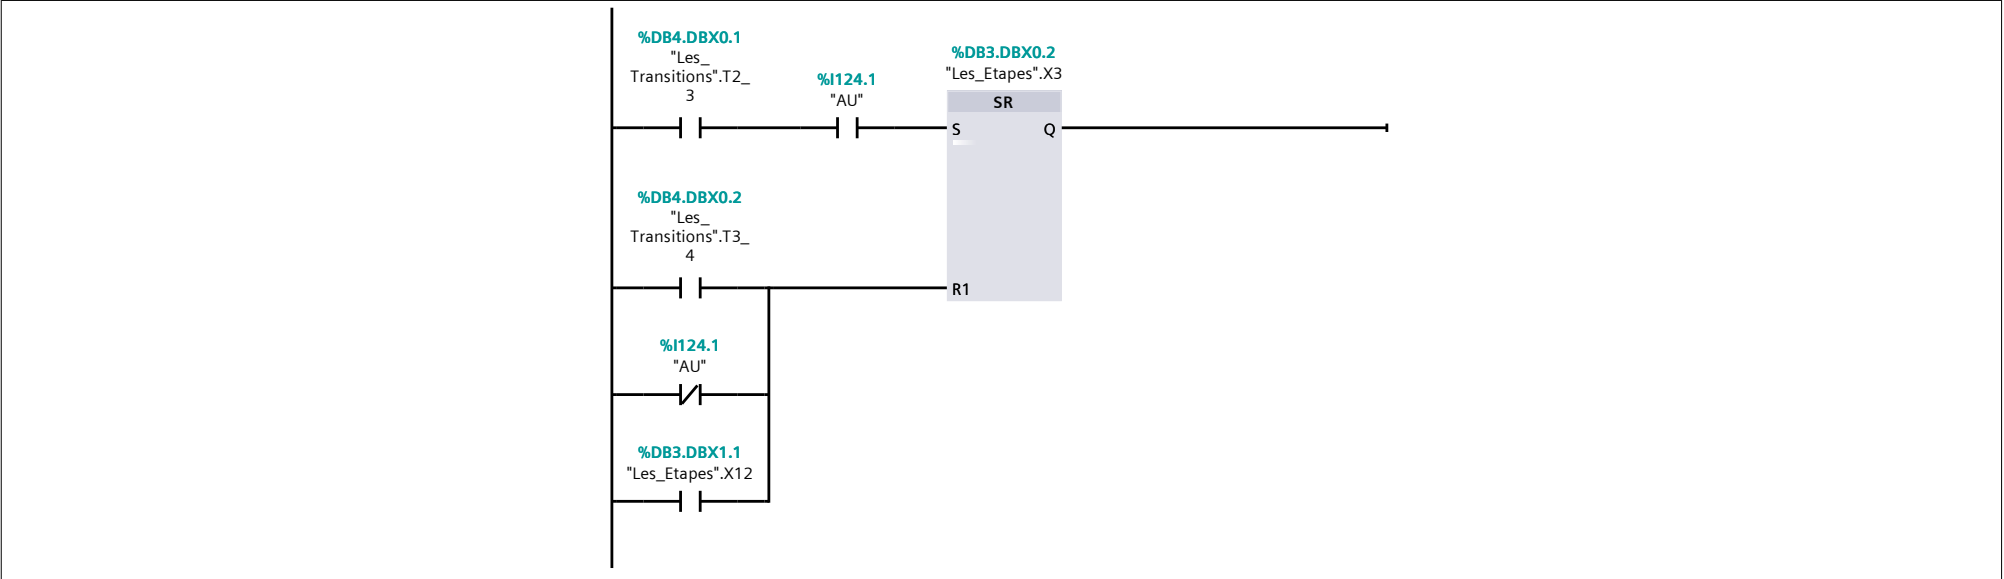 %DB4.DBX0.1
"Les_
Transitions".T2_
3
%I124.1
"AU"
%DB3.DBX0.2
"Les_Etapes".X3
SR
S
Q
%DB4.DBX0.2
"Les_
Transitions".T3_
4
R1
%I124.1
"AU"
%DB3.DBX1.1
"Les_Etapes".X12